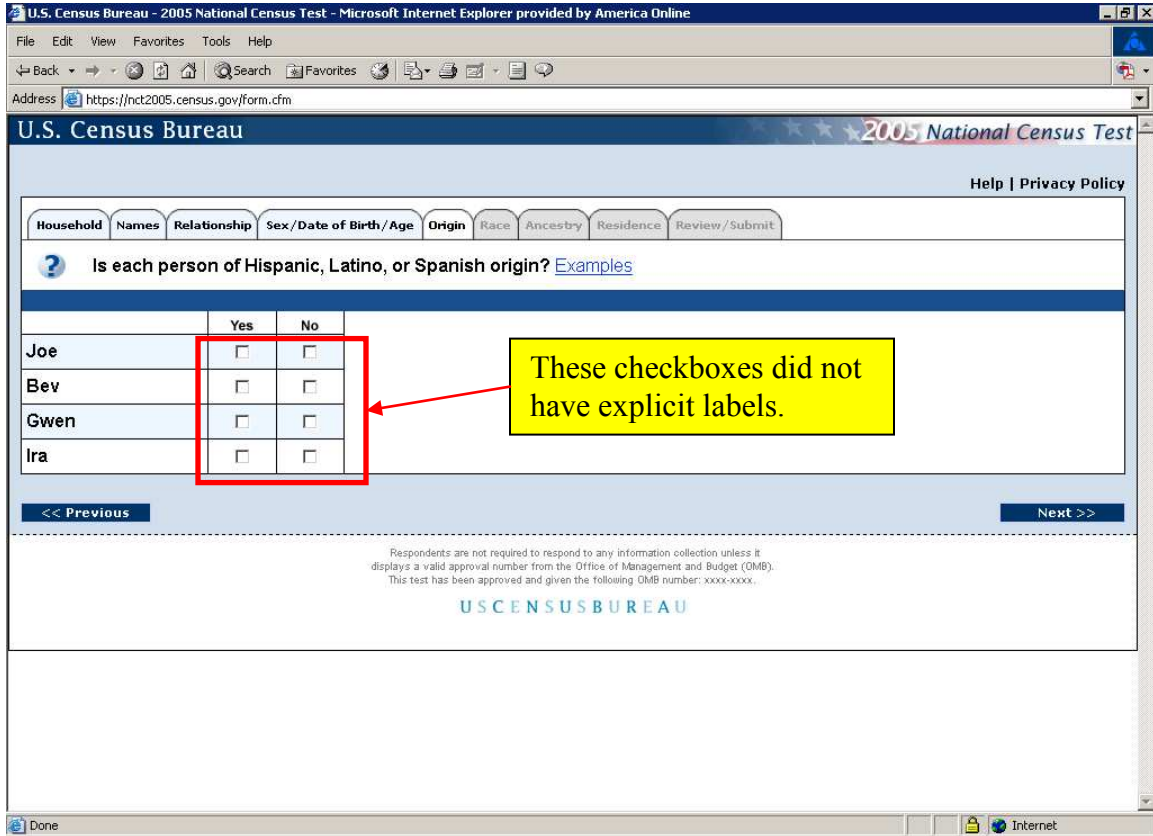 U.S. Census Bureau - 2005 National Census Test - Microsoft Internet Explorer provided by America Online
File Edit View Favorites Tools Help
Back Search Favorites
Address https://nct2005.census.gov/form.cfm
U.S. Census Bureau 2005 National Census Test
Help | Privacy Policy
Household Names Relationship Sex/Date of Birth/Age Origin Race Ancestry Residence Review/Submit
? Is each person of Hispanic, Latino, or Spanish origin? Examples
Yes No
Joe
Bev
Gwen
Ira
These checkboxes did not
have explicit labels.
<< Previous Next >>
Respondents are not required to respond to any information collection unless it
displays a valid approval number from the Office of Management and Budget (OMB).
This test has been approved and given the following OMB number: xxxx-xxxx.
USCENSUSBUREAU
Done Internet